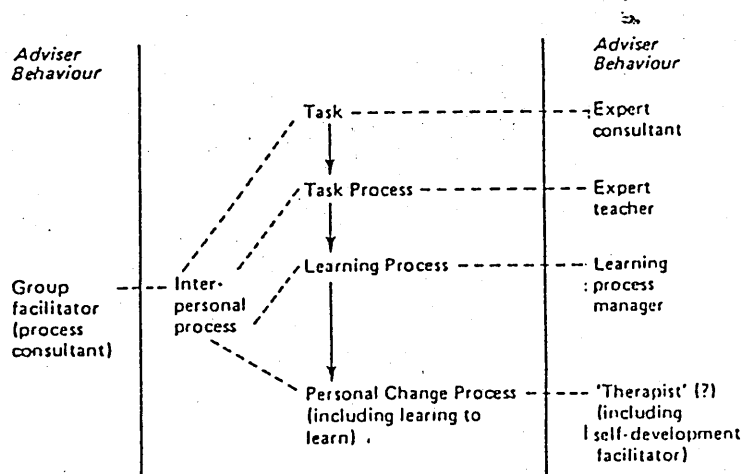 Adviser
Behaviour
Adviser
Behaviour
Task
Expert
consultant
Task Process
Expert
teacher
Learning Process
Learning
process
manager
Group
facilitator
(process
consultant)
Inter-
personal
process
Personal Change Process
(including learing to
learn)
'Therapist' (?)
(including
self-development
facilitator)